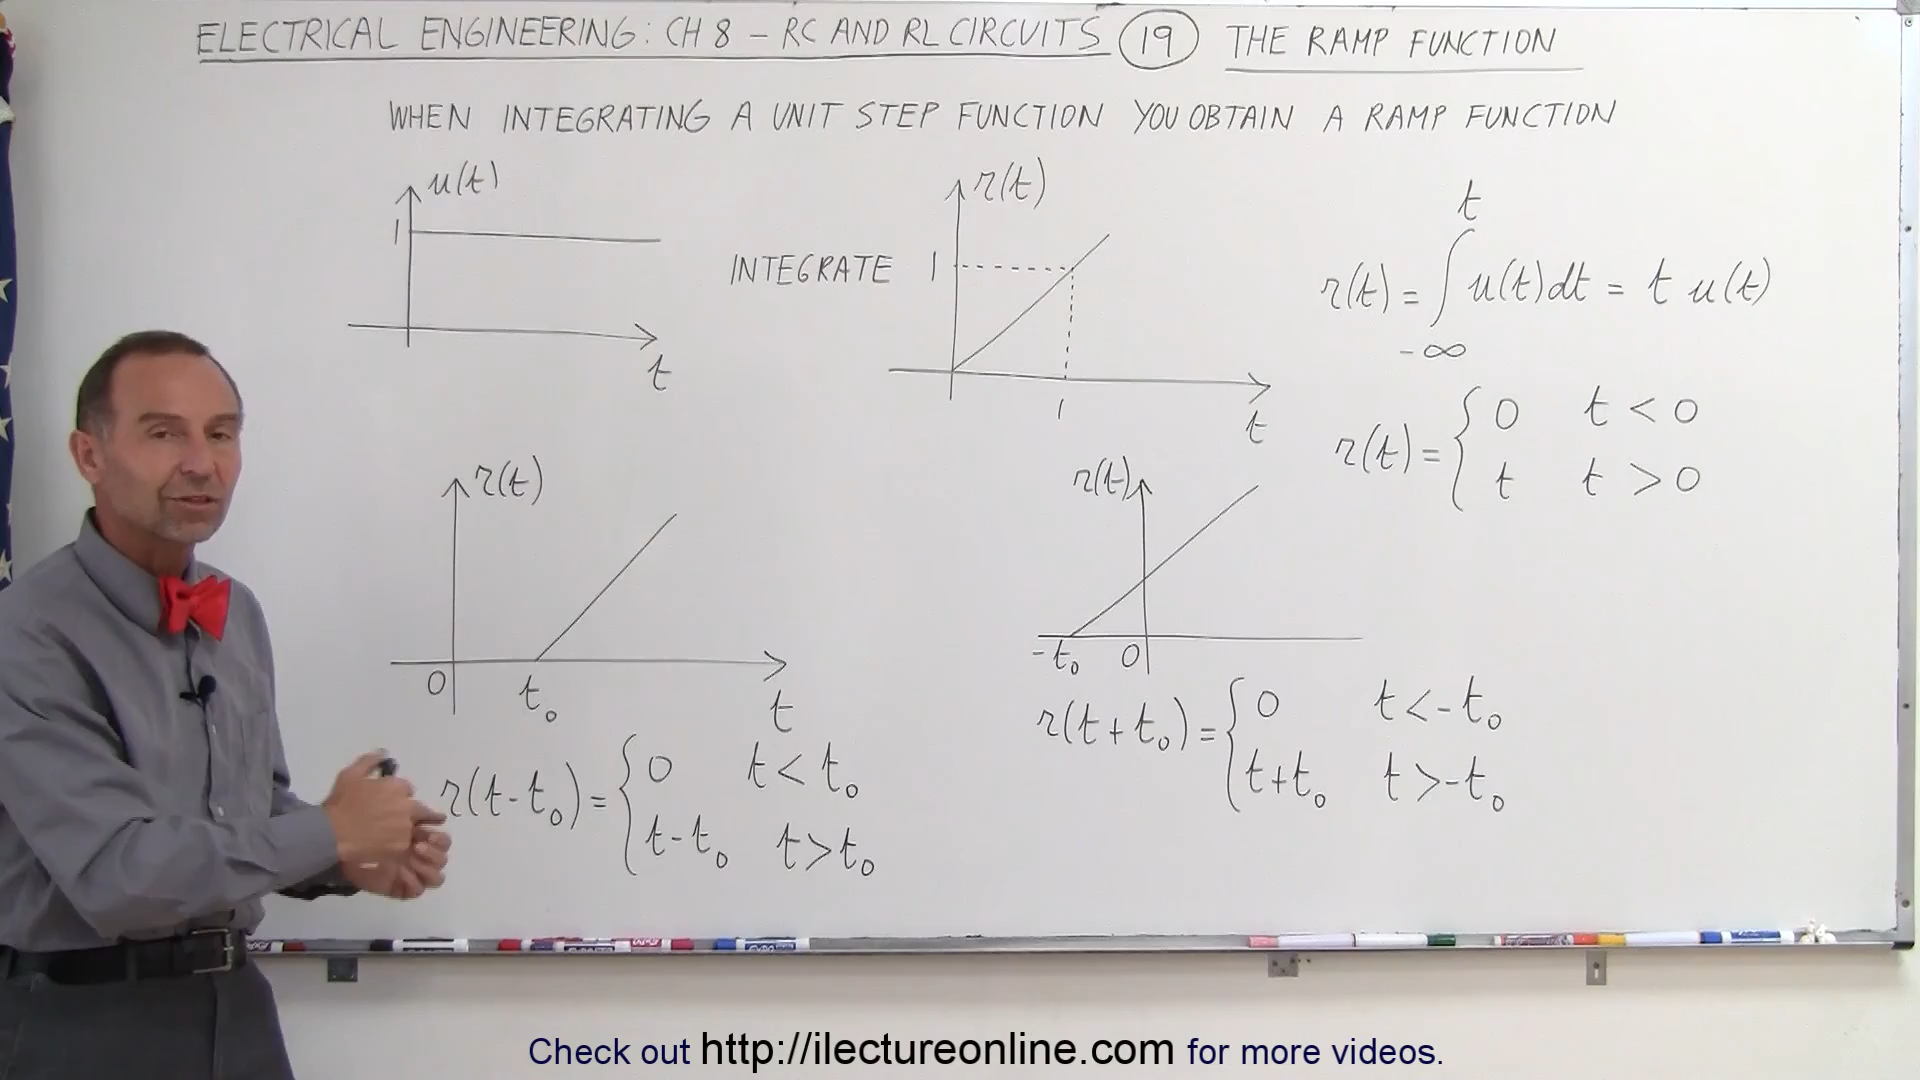 ELECTRICAL ENGINEERING: CH 8 – RC AND RL CIRCUITS (19) THE RAMP FUNCTION
WHEN INTEGRATING A UNIT STEP FUNCTION YOU OBTAIN A RAMP FUNCTION
u(t)
1
t
INTEGRATE
r(t)
1
1
t
r(t) = ∫_{-∞}^{t} u(t)dt = t u(t)
r(t) = { 0 t < 0
t t > 0
r(t)
0 t₀ t
r(t-t₀) = { 0 t < t₀
t-t₀ t > t₀
r(t)
-t₀ 0
r(t+t₀) = { 0 t < -t₀
t+t₀ t > -t₀
Check out http://ilectureonline.com for more videos.